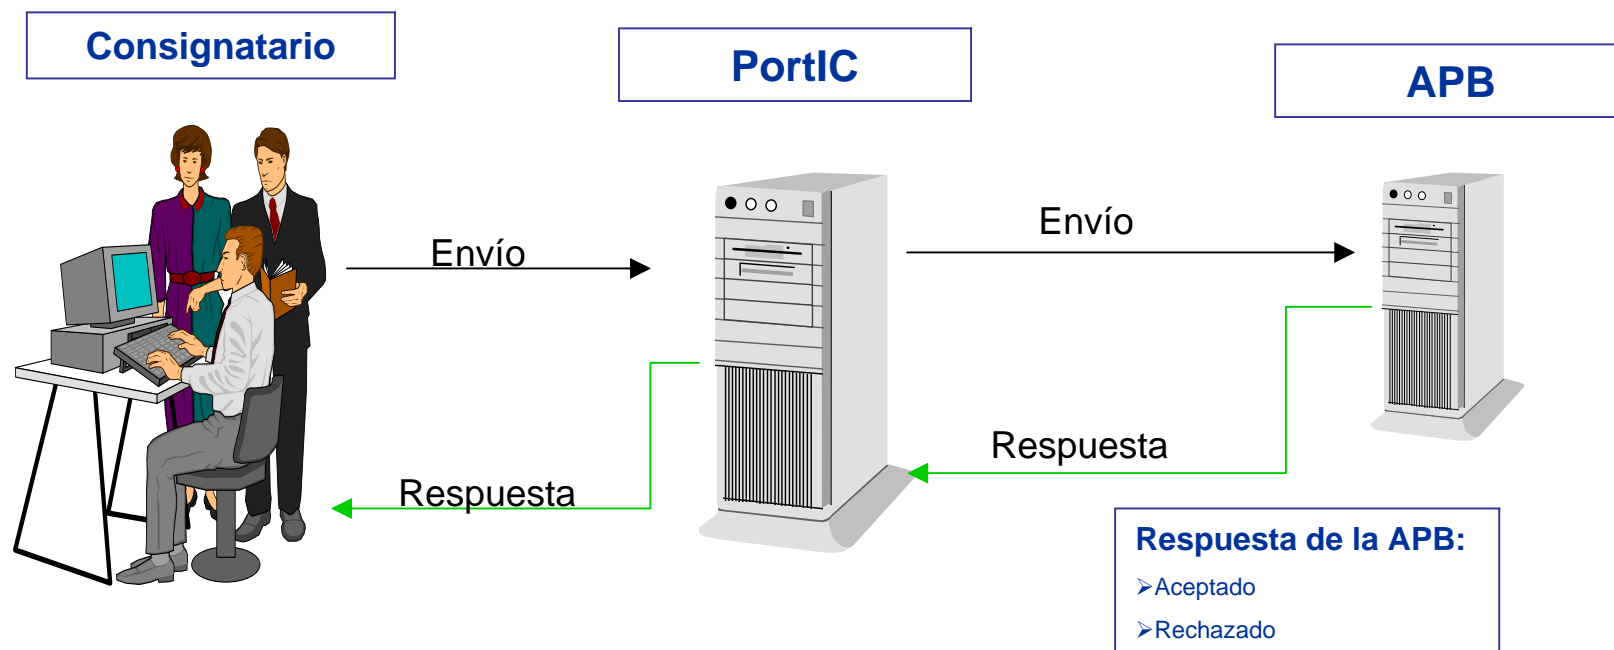 Consignatario
PortIC
APB
Envío
Envío
Respuesta
Respuesta
Respuesta de la APB:
➢Aceptado
➢Rechazado